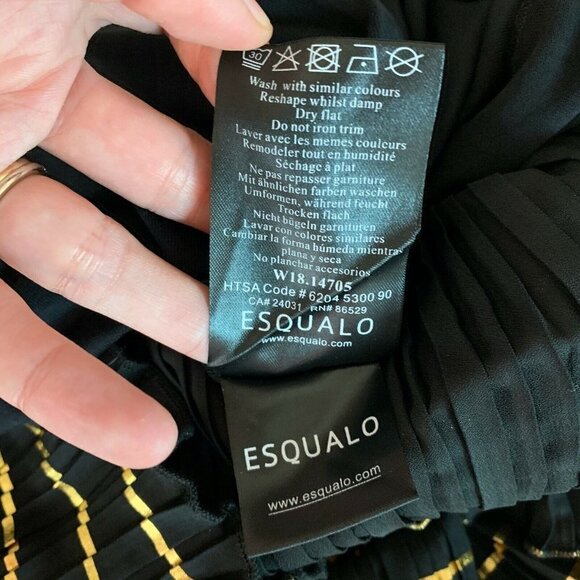 30
Wash with similar colours
Reshape whilst damp
Dry flat
Do not iron trim
Laver avec les memes couleurs
Remodeler tout en humidité
Séchage à plat
Ne pas repasser garniture
Mit ähnlichen farben waschen
Umformen, während feucht
Trocken flach
Nicht bügeln garnituren
Lavar con colores similares
Cambiar la forma húmeda mientras
plana y seca
No planchar accesorios
W18.14705
HTSA Code # 6204 5300 90
CA# 24031 RN# 86529
ESQUALO
www.esqualo.com
ESQUALO
www.esqualo.com